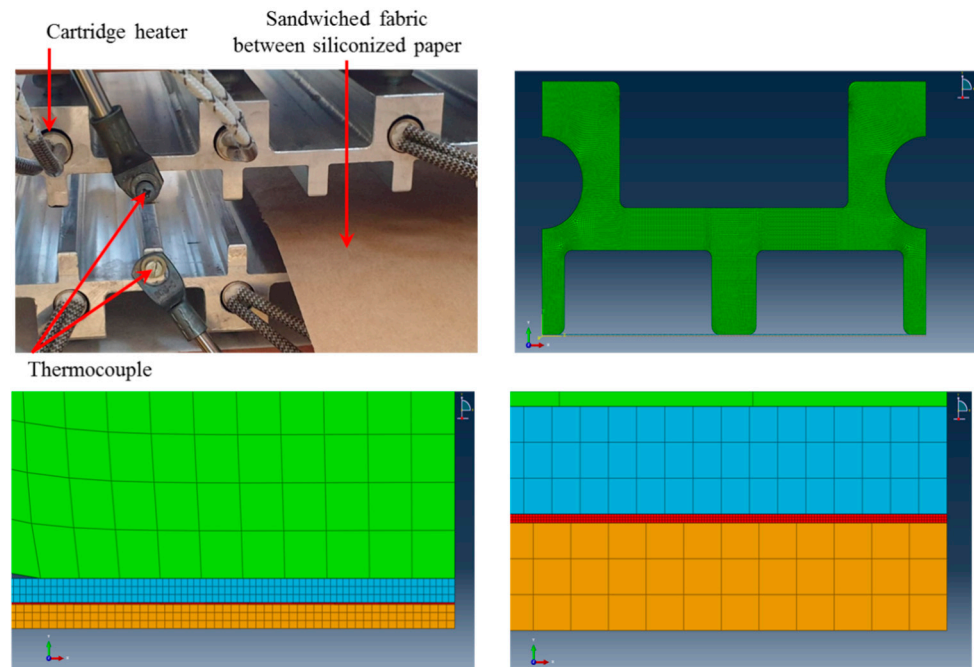 Cartridge heater
Sandwiched fabric
between siliconized paper
Thermocouple